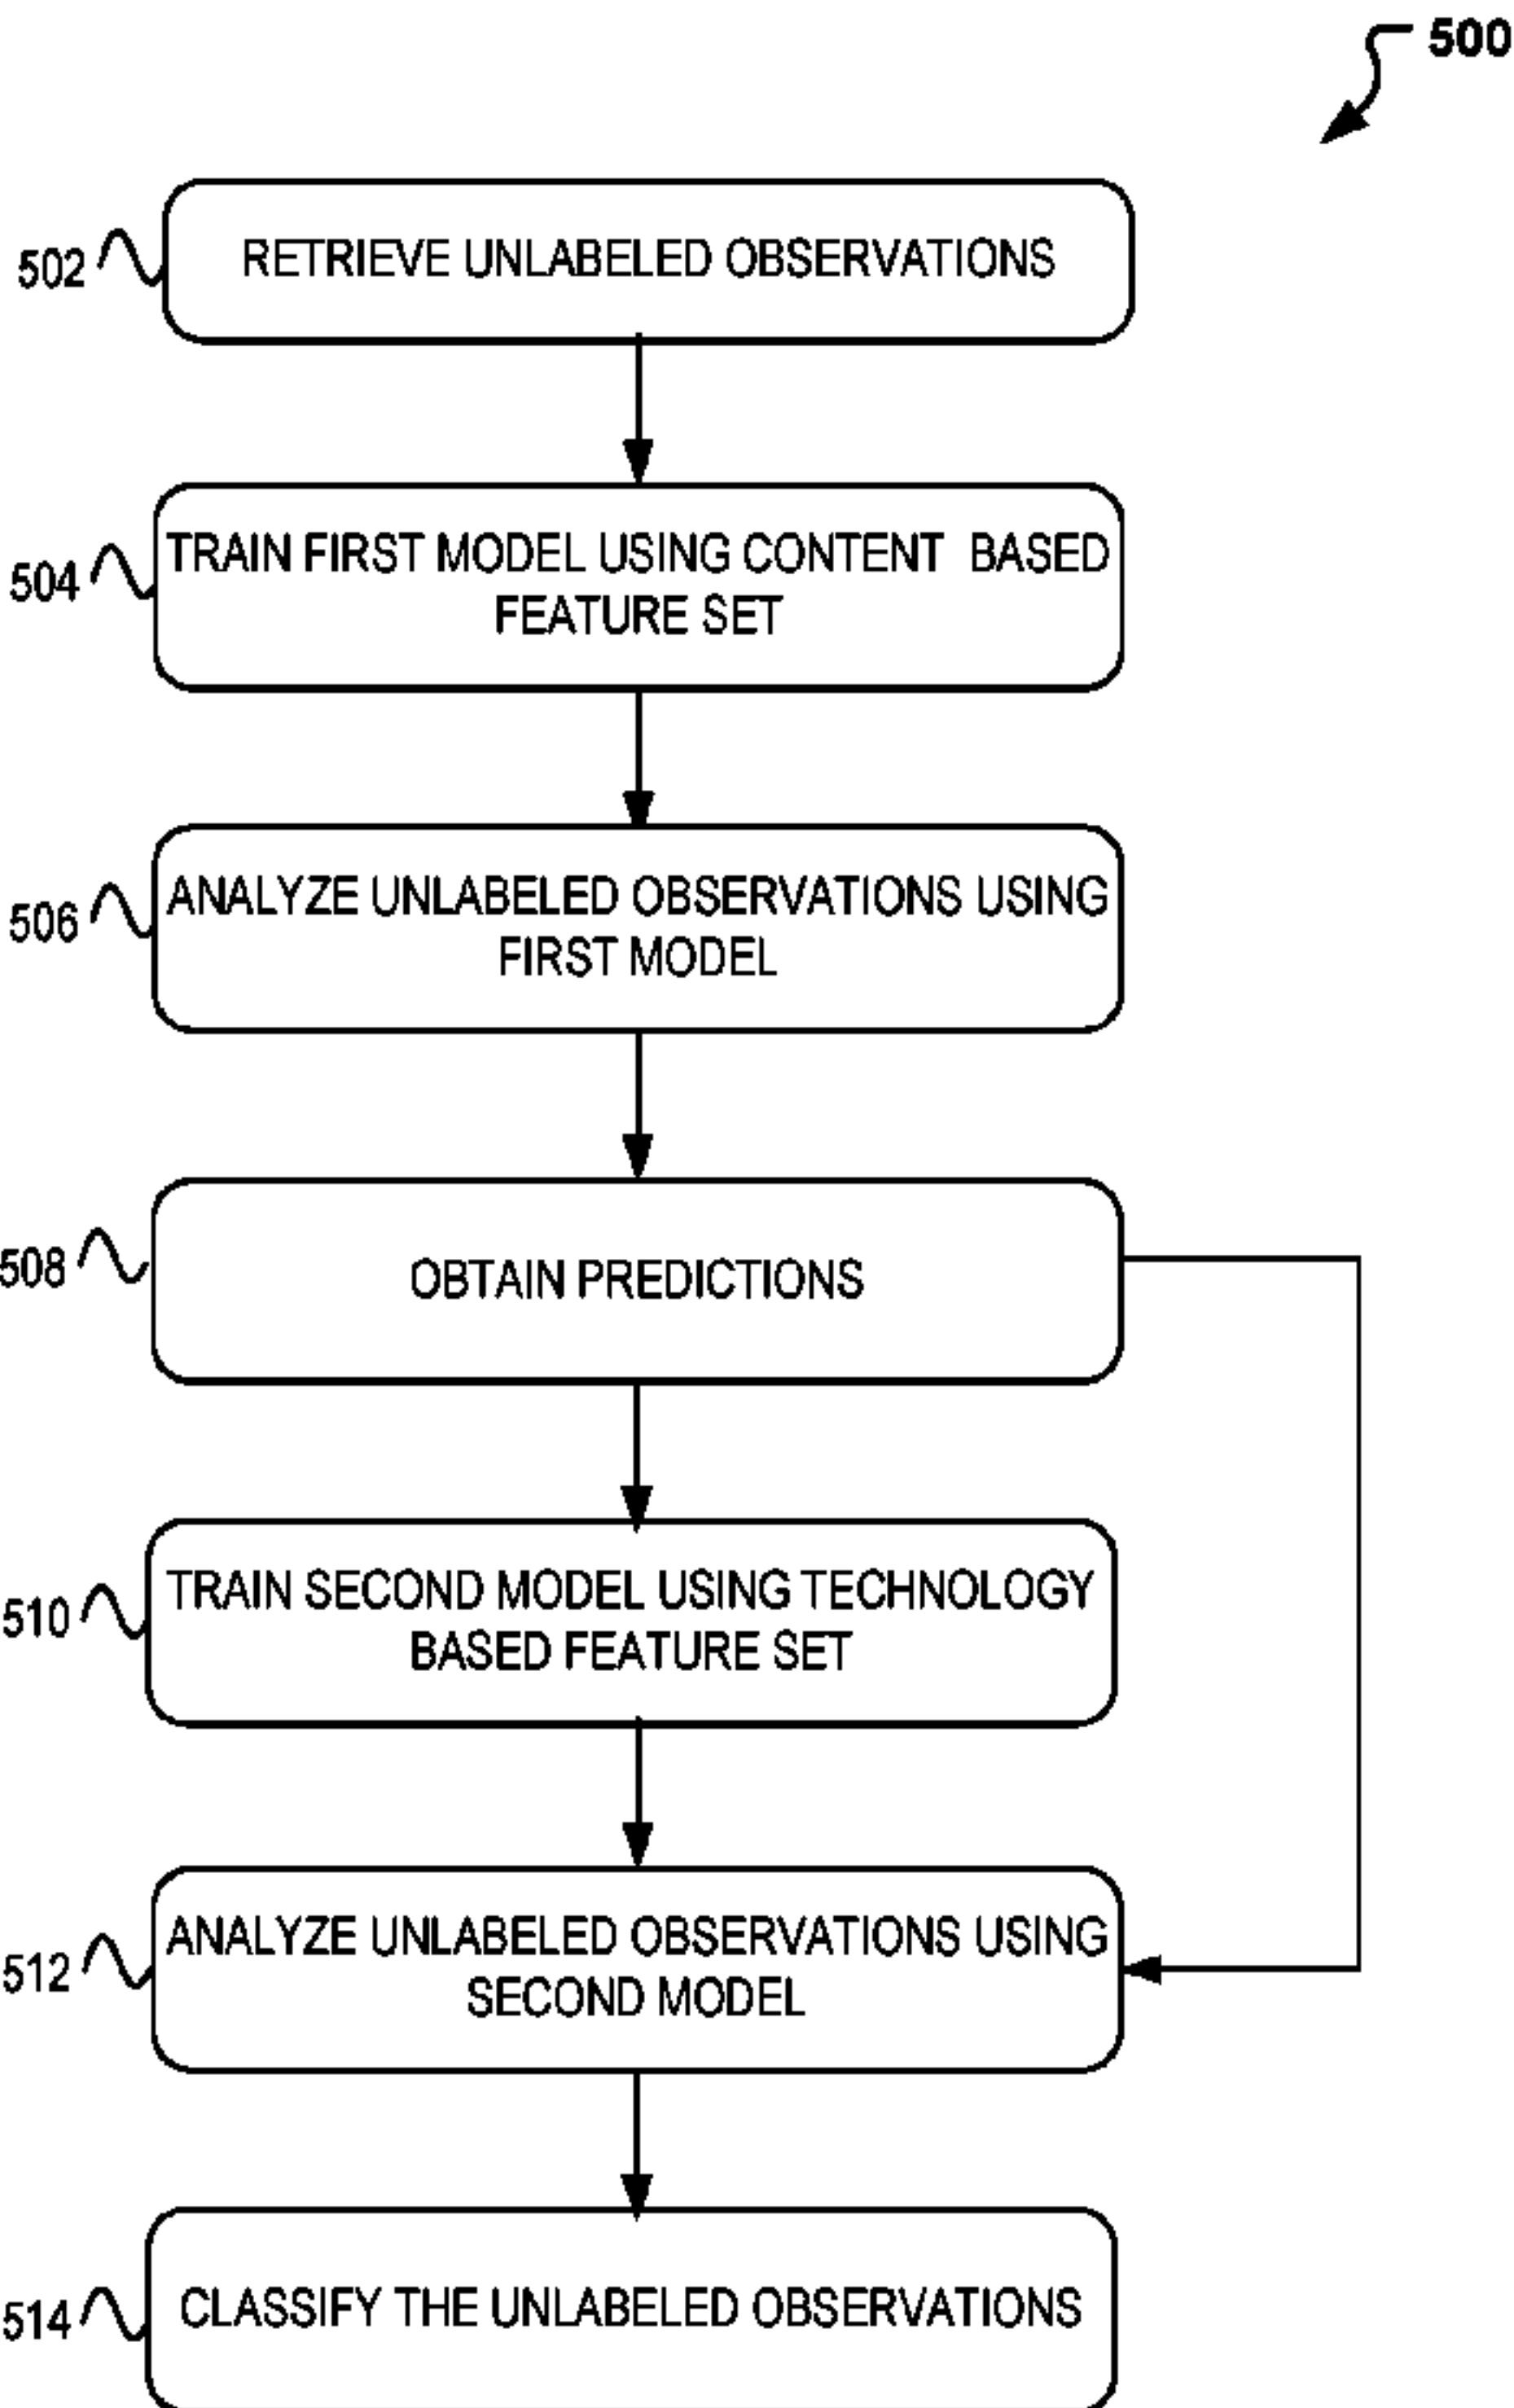 500
502
RETRIEVE UNLABELED OBSERVATIONS
504
TRAIN FIRST MODEL USING CONTENT BASED
FEATURE SET
506
ANALYZE UNLABELED OBSERVATIONS USING
FIRST MODEL
508
OBTAIN PREDICTIONS
510
TRAIN SECOND MODEL USING TECHNOLOGY
BASED FEATURE SET
512
ANALYZE UNLABELED OBSERVATIONS USING
SECOND MODEL
514
CLASSIFY THE UNLABELED OBSERVATIONS